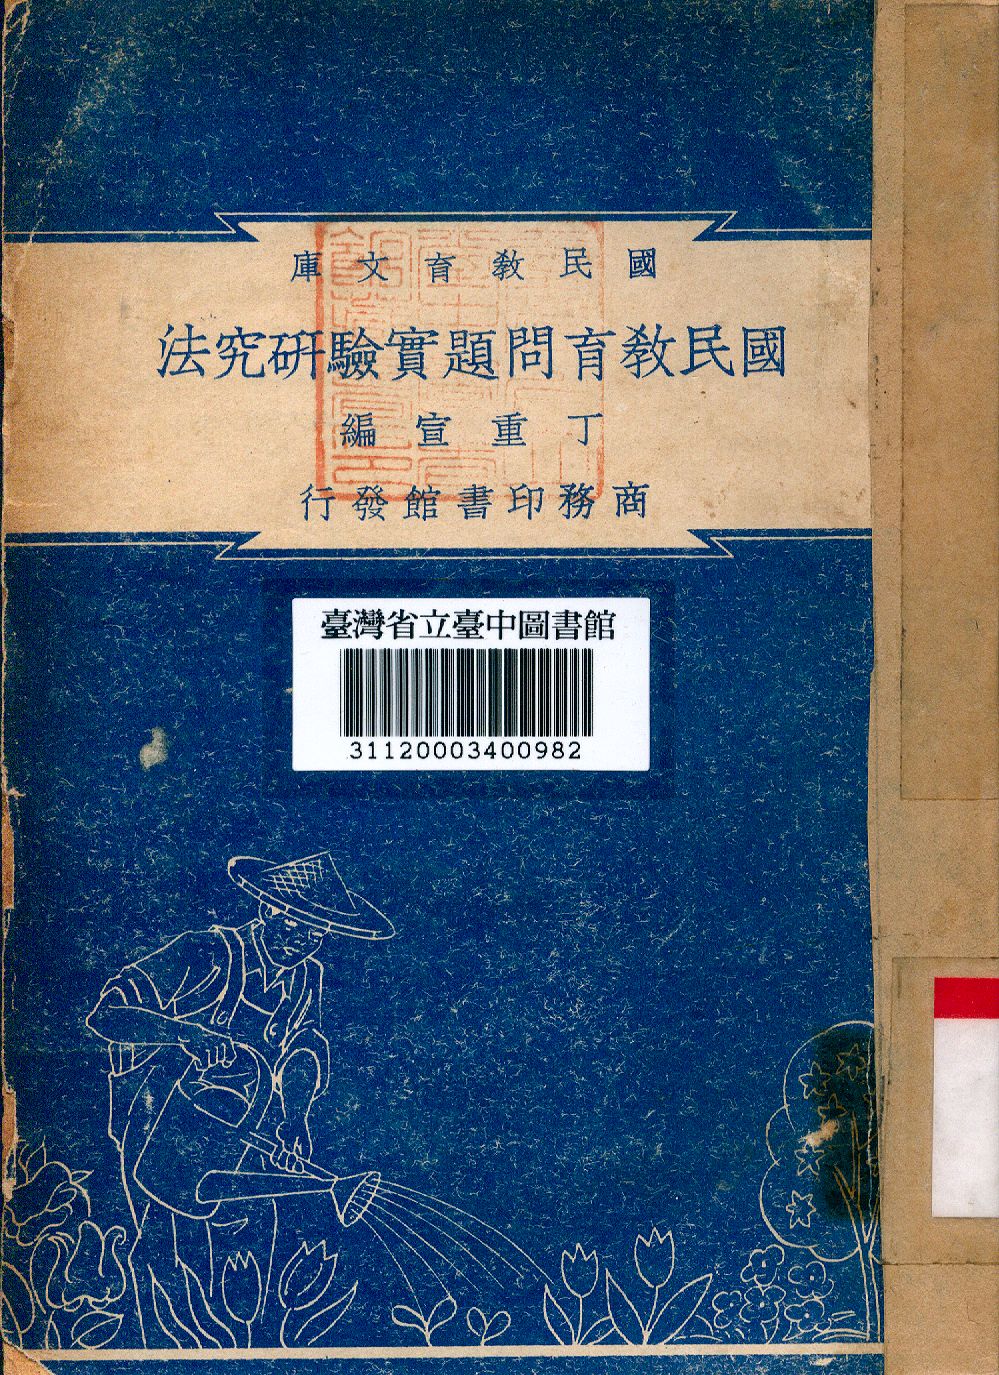 國民教育文庫
國民教育問題實驗研究法
丁重宣編
商務印書館發行
臺灣省立臺中圖書館
31120003400982